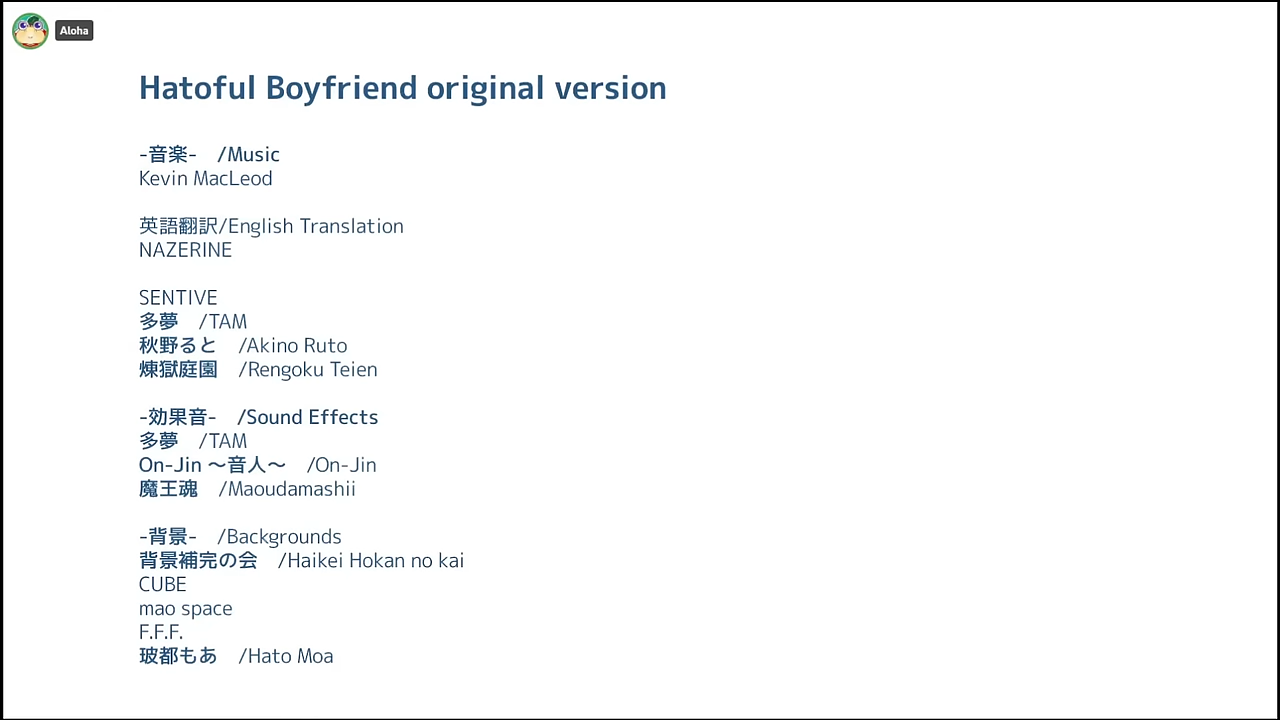 Aloha
Hatoful Boyfriend original version
-音楽-　/Music
Kevin MacLeod
英語翻訳/English Translation
NAZERINE
SENTIVE
多夢　/TAM
秋野ると　/Akino Ruto
煉獄庭園　/Rengoku Teien
-効果音-　/Sound Effects
多夢　/TAM
On-Jin ～音人～　/On-Jin
魔王魂　/Maoudamashii
-背景-　/Backgrounds
背景補完の会　/Haikei Hokan no kai
CUBE
mao space
F.F.F.
玻都もあ　/Hato Moa